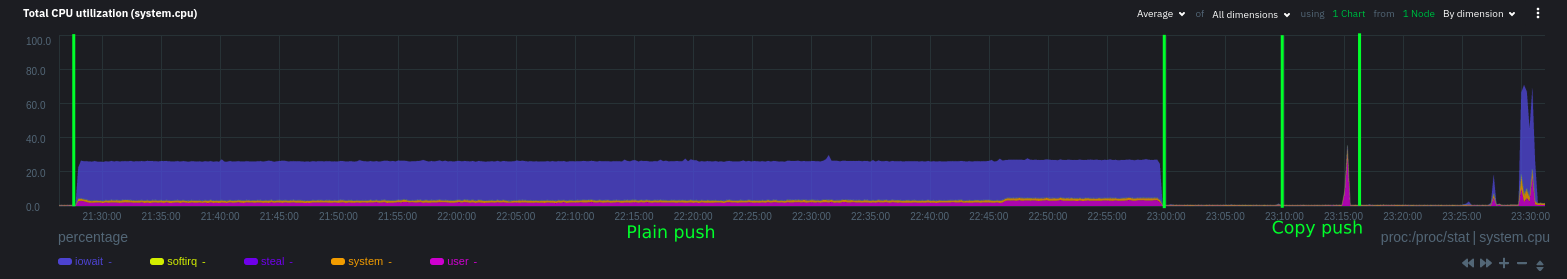 Total CPU utilization (system.cpu)
Average of All dimensions using 1 Chart from 1 Node By dimension
100.0
80.0
60.0
40.0
20.0
0.0
21:30:00 21:35:00 21:40:00 21:45:00 21:50:00 21:55:00 22:00:00 22:05:00 22:10:00 22:15:00 22:20:00 22:25:00 22:30:00 22:35:00 22:40:00 22:45:00 22:50:00 22:55:00 23:00:00 23:05:00 23:10:00 23:15:00 23:20:00 23:25:00 23:30:00
Plain push
Copy push
percentage
proc:/proc/stat | system.cpu
iowait - softirq - steal - system - user -